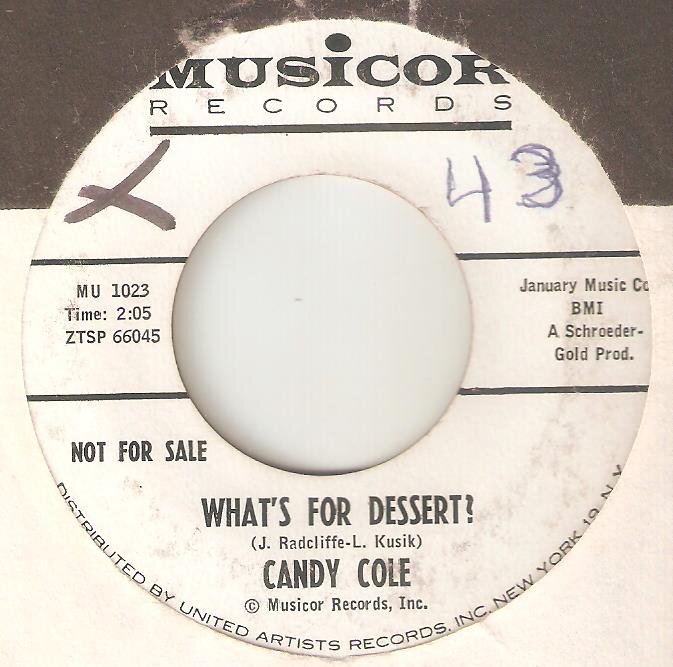 MUSICOR
RECORDS
X
43
MU 1023
Time: 2:05
ZTSP 66045
January Music Co
BMI
A Schroeder-
Gold Prod.
NOT FOR SALE
WHAT'S FOR DESSERT?
(J. Radcliffe-L. Kusik)
CANDY COLE
© Musicor Records, Inc.
DISTRIBUTED BY UNITED ARTISTS RECORDS, INC. NEW YORK 19, N.Y.